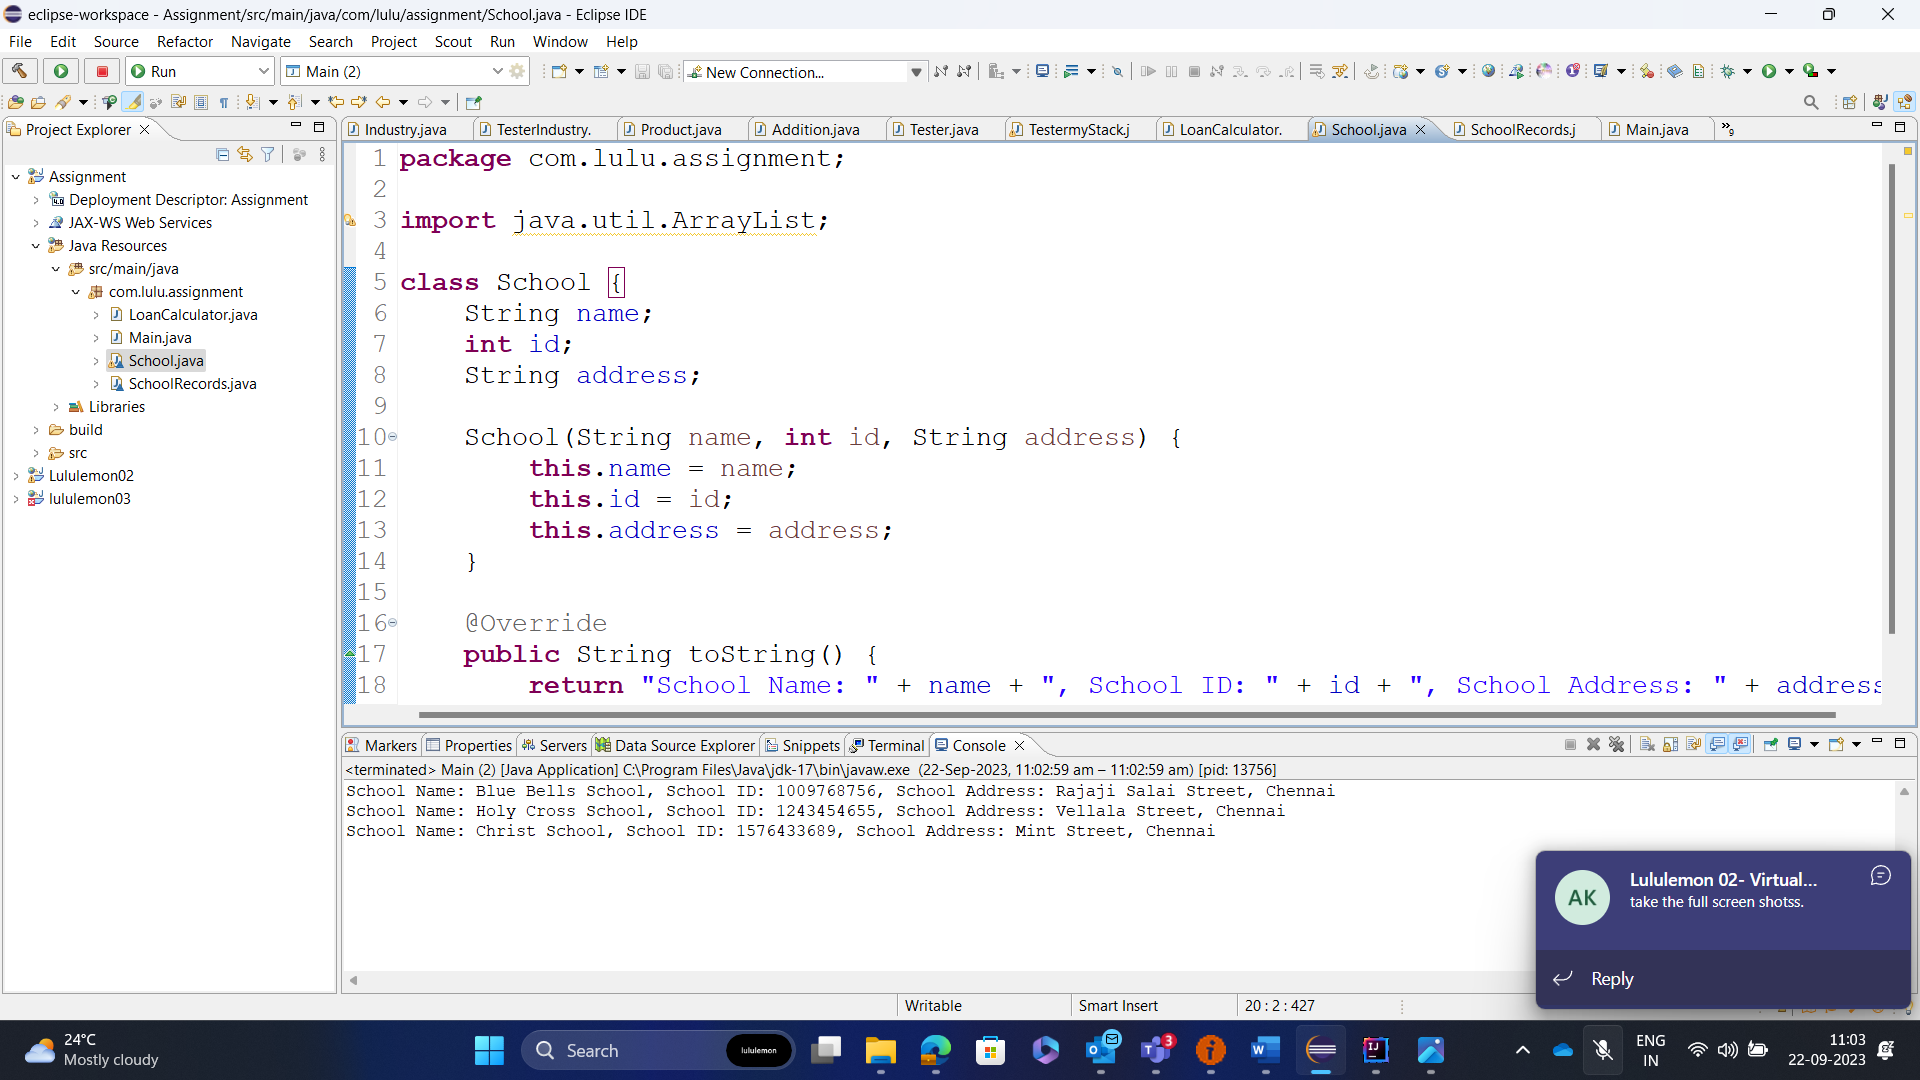 eclipse-workspace - Assignment/src/main/java/com/lulu/assignment/School.java - Eclipse IDE
File Edit Source Refactor Navigate Search Project Scout Run Window Help
Run Main (2) New Connection...
Project Explorer
Industry.java TesterIndustry. Product.java Addition.java Tester.java TestermyStack.j LoanCalculator. School.java SchoolRecords.j Main.java »9
Assignment
Deployment Descriptor: Assignment
JAX-WS Web Services
Java Resources
src/main/java
com.lulu.assignment
LoanCalculator.java
Main.java
School.java
SchoolRecords.java
Libraries
build
src
Lululemon02
lululemon03
1 package com.lulu.assignment;
2
3 import java.util.ArrayList;
4
5 class School {
6 String name;
7 int id;
8 String address;
9
10 School(String name, int id, String address) {
11 this.name = name;
12 this.id = id;
13 this.address = address;
14 }
15
16 @Override
17 public String toString() {
18 return "School Name: " + name + ", School ID: " + id + ", School Address: " + address
Markers Properties Servers Data Source Explorer Snippets Terminal Console
<terminated> Main (2) [Java Application] C:\Program Files\Java\jdk-17\bin\javaw.exe (22-Sep-2023, 11:02:59 am – 11:02:59 am) [pid: 13756]
School Name: Blue Bells School, School ID: 1009768756, School Address: Rajaji Salai Street, Chennai
School Name: Holy Cross School, School ID: 1243454655, School Address: Vellala Street, Chennai
School Name: Christ School, School ID: 1576433689, School Address: Mint Street, Chennai
AK
Lululemon 02- Virtual...
take the full screen shotss.
Reply
Writable Smart Insert 20 : 2 : 427
24°C
Mostly cloudy
Search
lululemon
3
ENG
IN
11:03
22-09-2023